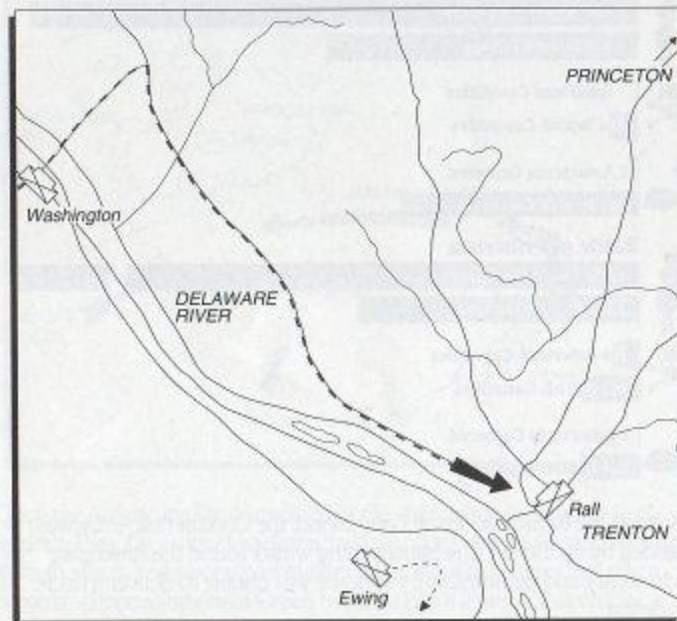 PRINCETON
Washington
DELAWARE
RIVER
Rall
TRENTON
Ewing